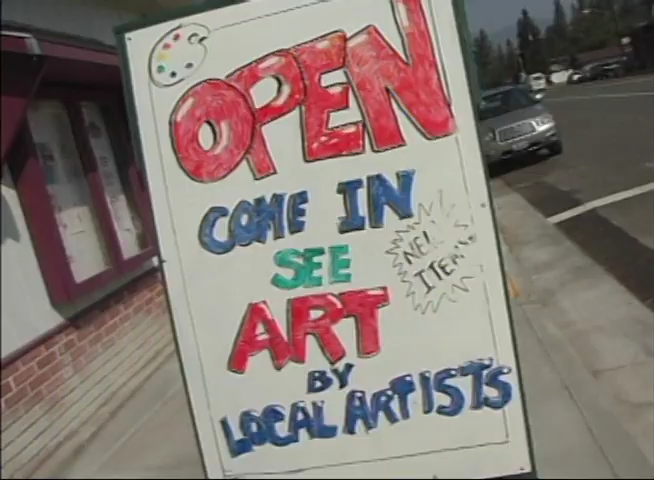 OPEN
COME IN
SEE
NEW
ITEMS
ART
BY
LOCAL ARTISTS